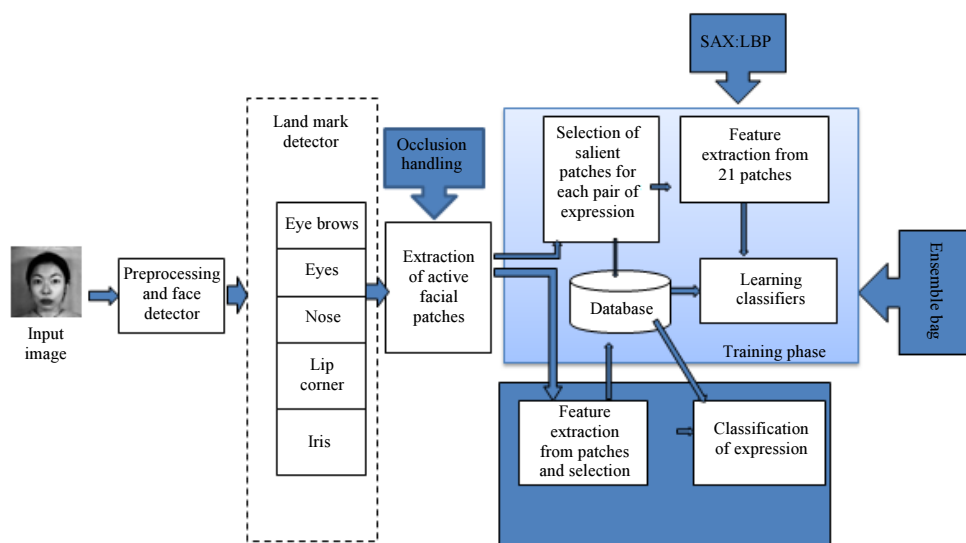 SAX:LBP
Land mark
detector
Occlusion
handling
Selection of
salient
patches for
each pair of
expression
Feature
extraction from
21 patches
Eye brows
Eyes
Nose
Lip
corner
Iris
Input
image
Preprocessing
and face
detector
Extraction
of active
facial
patches
Database
Learning
classifiers
Training phase
Ensemble bag
Feature
extraction
from patches
and selection
Classification
of expression